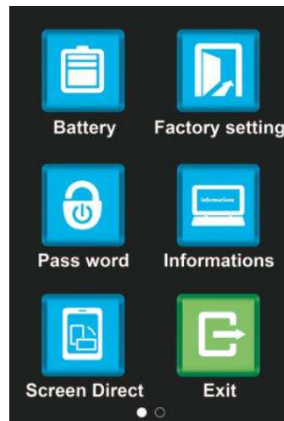 Battery
Factory setting
Pass word
Informations
Informations
Screen Direct
Exit